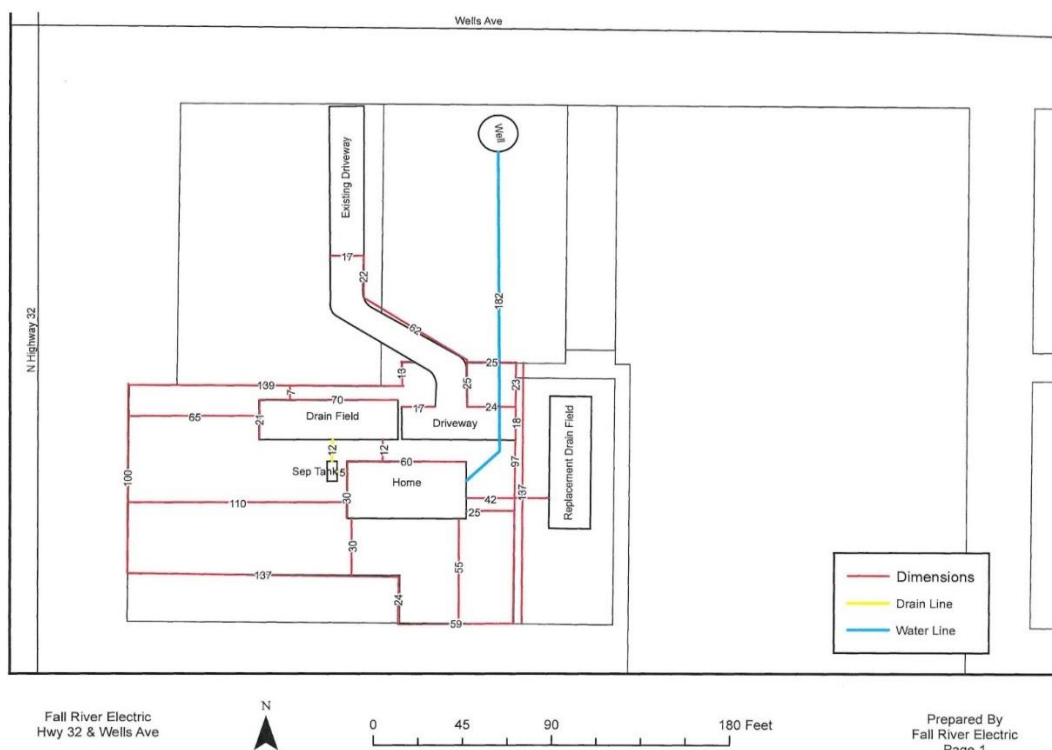 Wells Ave
N Highway 32
Existing Driveway
Well
17
22
182
62
25
13
25
23
139
7
70
17
24
65
21
Drain Field
Driveway
18
12
12
60
97
Sep Tank
5
Home
Replacement Drain Field
100
30
42
137
110
25
30
55
137
24
59
Dimensions
Drain Line
Water Line
Fall River Electric
Hwy 32 & Wells Ave
N
0 45 90 180 Feet
Prepared By
Fall River Electric
Page 1